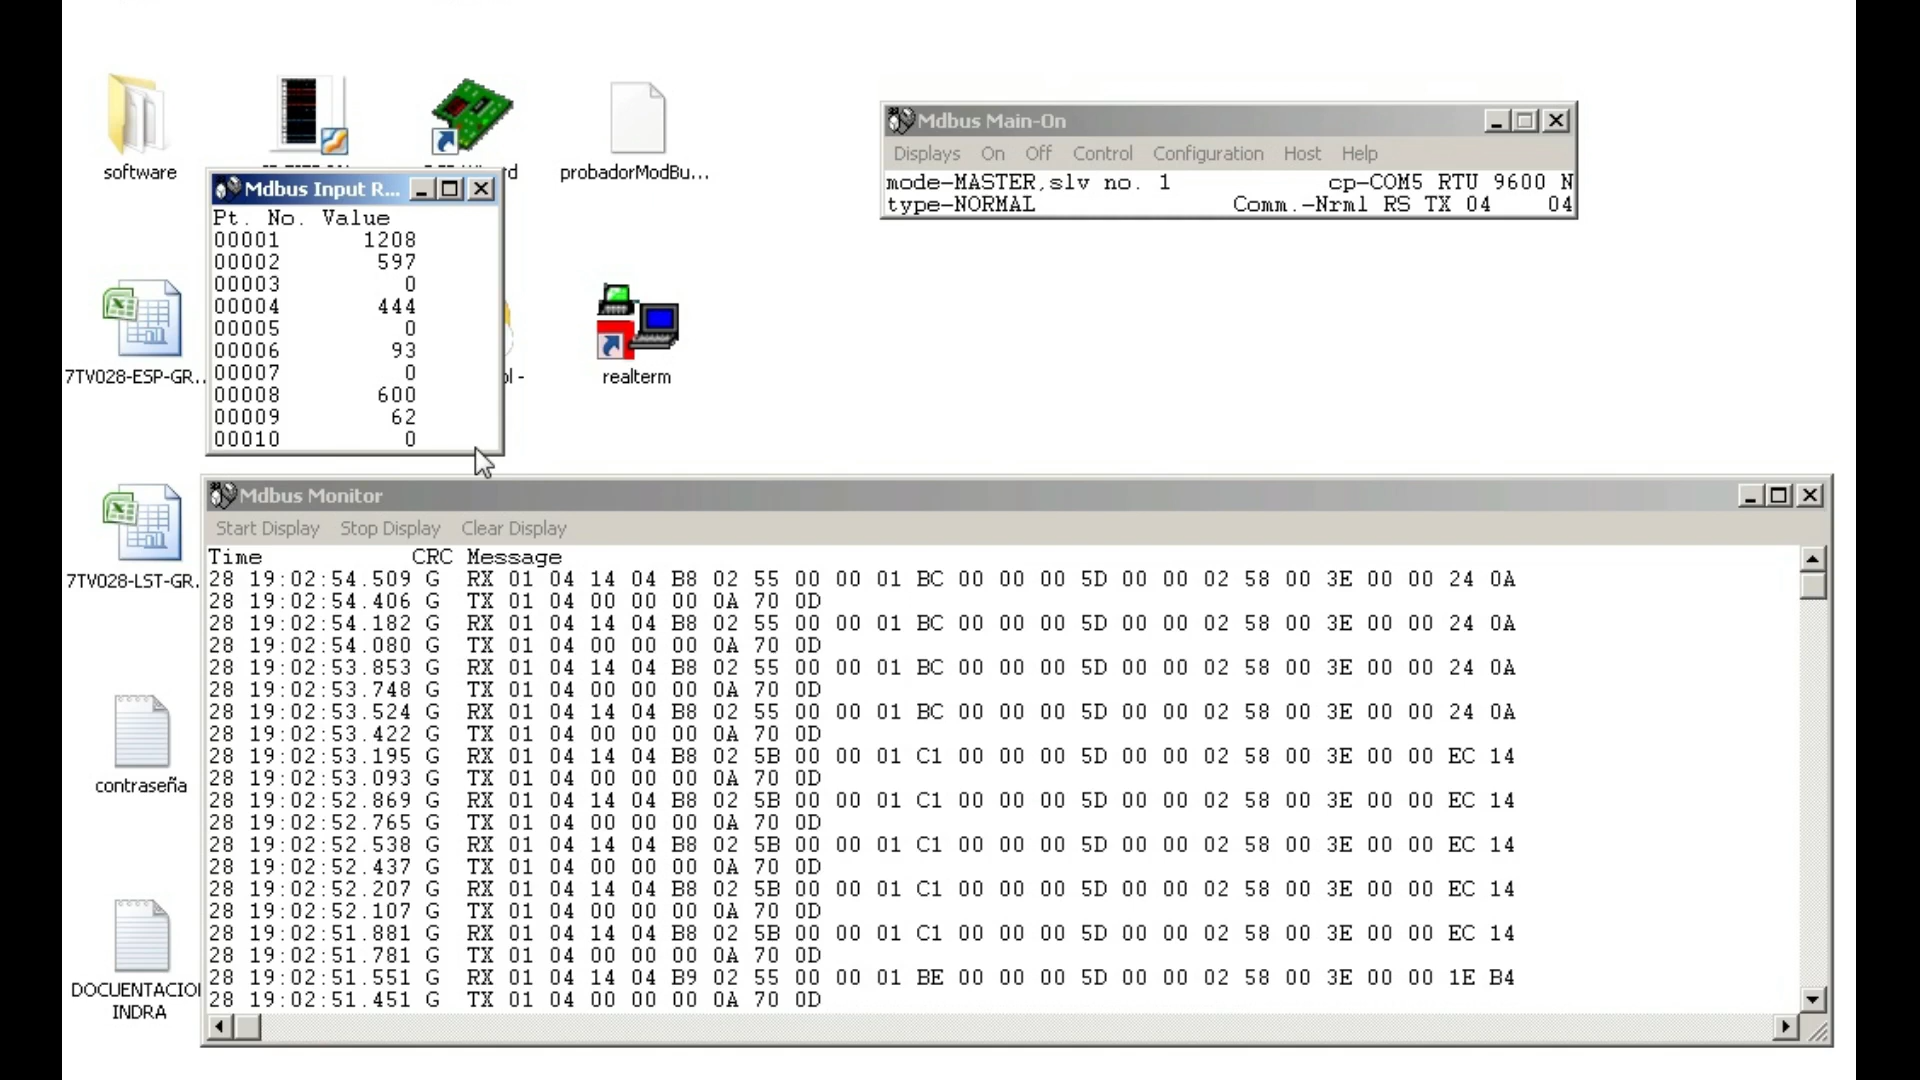 software
probadorModBu...
Mdbus Input R...
Pt. No. Value
00001 1208
00002 597
00003 0
00004 444
00005 0
00006 93
00007 0
00008 600
00009 62
00010 0
Mdbus Main-On
Displays On Off Control Configuration Host Help
mode-MASTER,slv no. 1 cp-COM5 RTU 9600 N
type-NORMAL Comm.-Nrml RS TX 04 04
7TV028-ESP-GR...
realterm
7TV028-LST-GR.
contraseña
DOCUENTACIO
INDRA
Mdbus Monitor
Start Display Stop Display Clear Display
Time CRC Message
28 19:02:54.509 G RX 01 04 14 04 B8 02 55 00 00 01 BC 00 00 00 5D 00 00 02 58 00 3E 00 00 24 0A
28 19:02:54.406 G TX 01 04 00 00 00 0A 70 0D
28 19:02:54.182 G RX 01 04 14 04 B8 02 55 00 00 01 BC 00 00 00 5D 00 00 02 58 00 3E 00 00 24 0A
28 19:02:54.080 G TX 01 04 00 00 00 0A 70 0D
28 19:02:53.853 G RX 01 04 14 04 B8 02 55 00 00 01 BC 00 00 00 5D 00 00 02 58 00 3E 00 00 24 0A
28 19:02:53.748 G TX 01 04 00 00 00 0A 70 0D
28 19:02:53.524 G RX 01 04 14 04 B8 02 55 00 00 01 BC 00 00 00 5D 00 00 02 58 00 3E 00 00 24 0A
28 19:02:53.422 G TX 01 04 00 00 00 0A 70 0D
28 19:02:53.195 G RX 01 04 14 04 B8 02 5B 00 00 01 C1 00 00 00 5D 00 00 02 58 00 3E 00 00 EC 14
28 19:02:53.093 G TX 01 04 00 00 00 0A 70 0D
28 19:02:52.869 G RX 01 04 14 04 B8 02 5B 00 00 01 C1 00 00 00 5D 00 00 02 58 00 3E 00 00 EC 14
28 19:02:52.765 G TX 01 04 00 00 00 0A 70 0D
28 19:02:52.538 G RX 01 04 14 04 B8 02 5B 00 00 01 C1 00 00 00 5D 00 00 02 58 00 3E 00 00 EC 14
28 19:02:52.437 G TX 01 04 00 00 00 0A 70 0D
28 19:02:52.207 G RX 01 04 14 04 B8 02 5B 00 00 01 C1 00 00 00 5D 00 00 02 58 00 3E 00 00 EC 14
28 19:02:52.107 G TX 01 04 00 00 00 0A 70 0D
28 19:02:51.881 G RX 01 04 14 04 B8 02 5B 00 00 01 C1 00 00 00 5D 00 00 02 58 00 3E 00 00 EC 14
28 19:02:51.781 G TX 01 04 00 00 00 0A 70 0D
28 19:02:51.551 G RX 01 04 14 04 B9 02 55 00 00 01 BE 00 00 00 5D 00 00 02 58 00 3E 00 00 1E B4
28 19:02:51.451 G TX 01 04 00 00 00 0A 70 0D